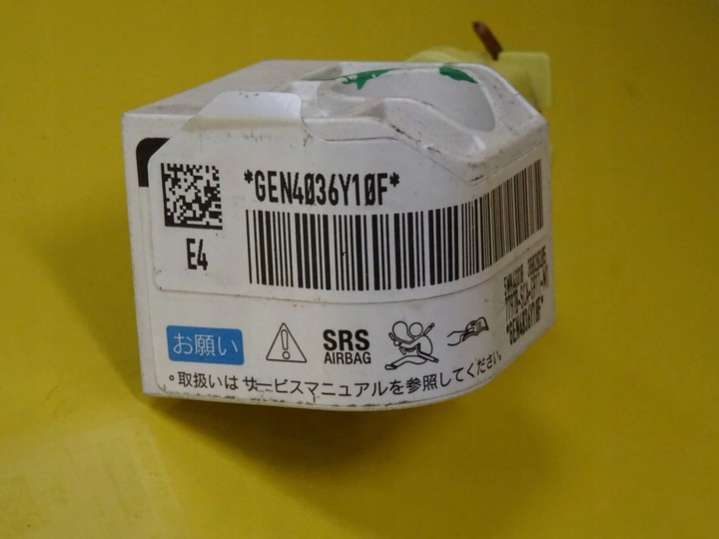 *GEN4036Y10F*
E4
お願い
SRS
AIRBAG
°取扱いは サービスマニュアルを参照してください。